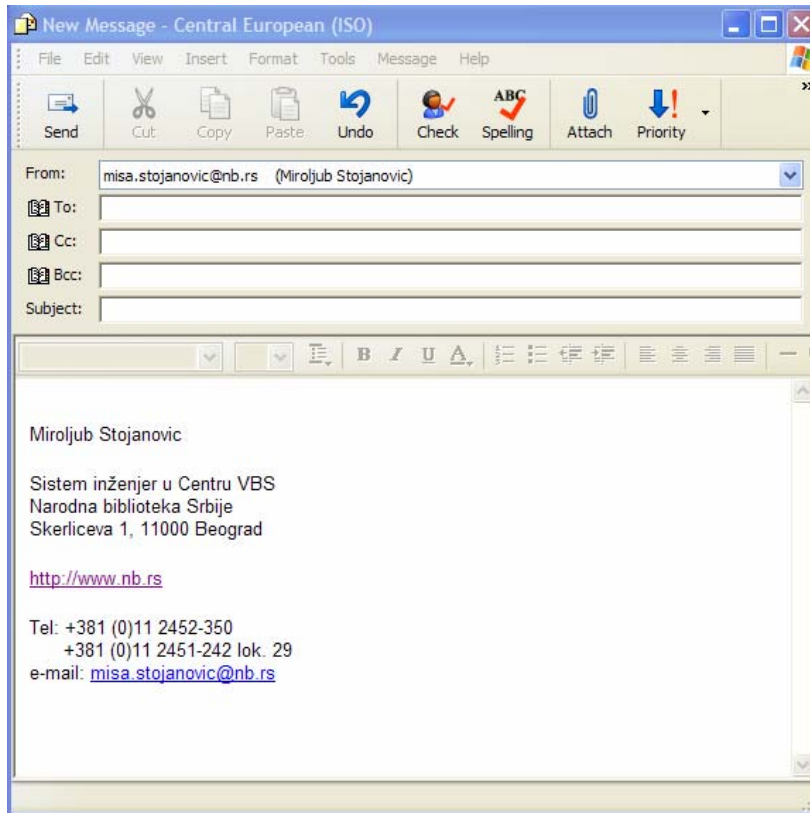 New Message - Central European (ISO)
File Edit View Insert Format Tools Message Help
Send Cut Copy Paste Undo Check Spelling Attach Priority
ABC
From: misa.stojanovic@nb.rs (Miroljub Stojanovic)
To:
Cc:
Bcc:
Subject:
B I U A
Miroljub Stojanovic
Sistem inženjer u Centru VBS
Narodna biblioteka Srbije
Skerliceva 1, 11000 Beograd
http://www.nb.rs
Tel: +381 (0)11 2452-350
+381 (0)11 2451-242 lok. 29
e-mail: misa.stojanovic@nb.rs